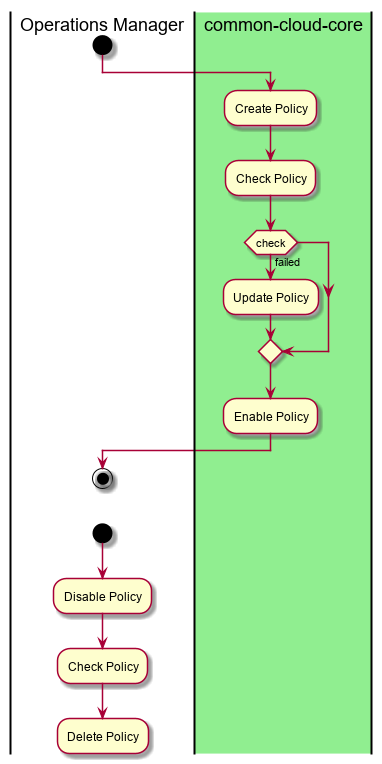 Operations Manager
common-cloud-core
Create Policy
Check Policy
check
failed
Update Policy
Enable Policy
Disable Policy
Check Policy
Delete Policy